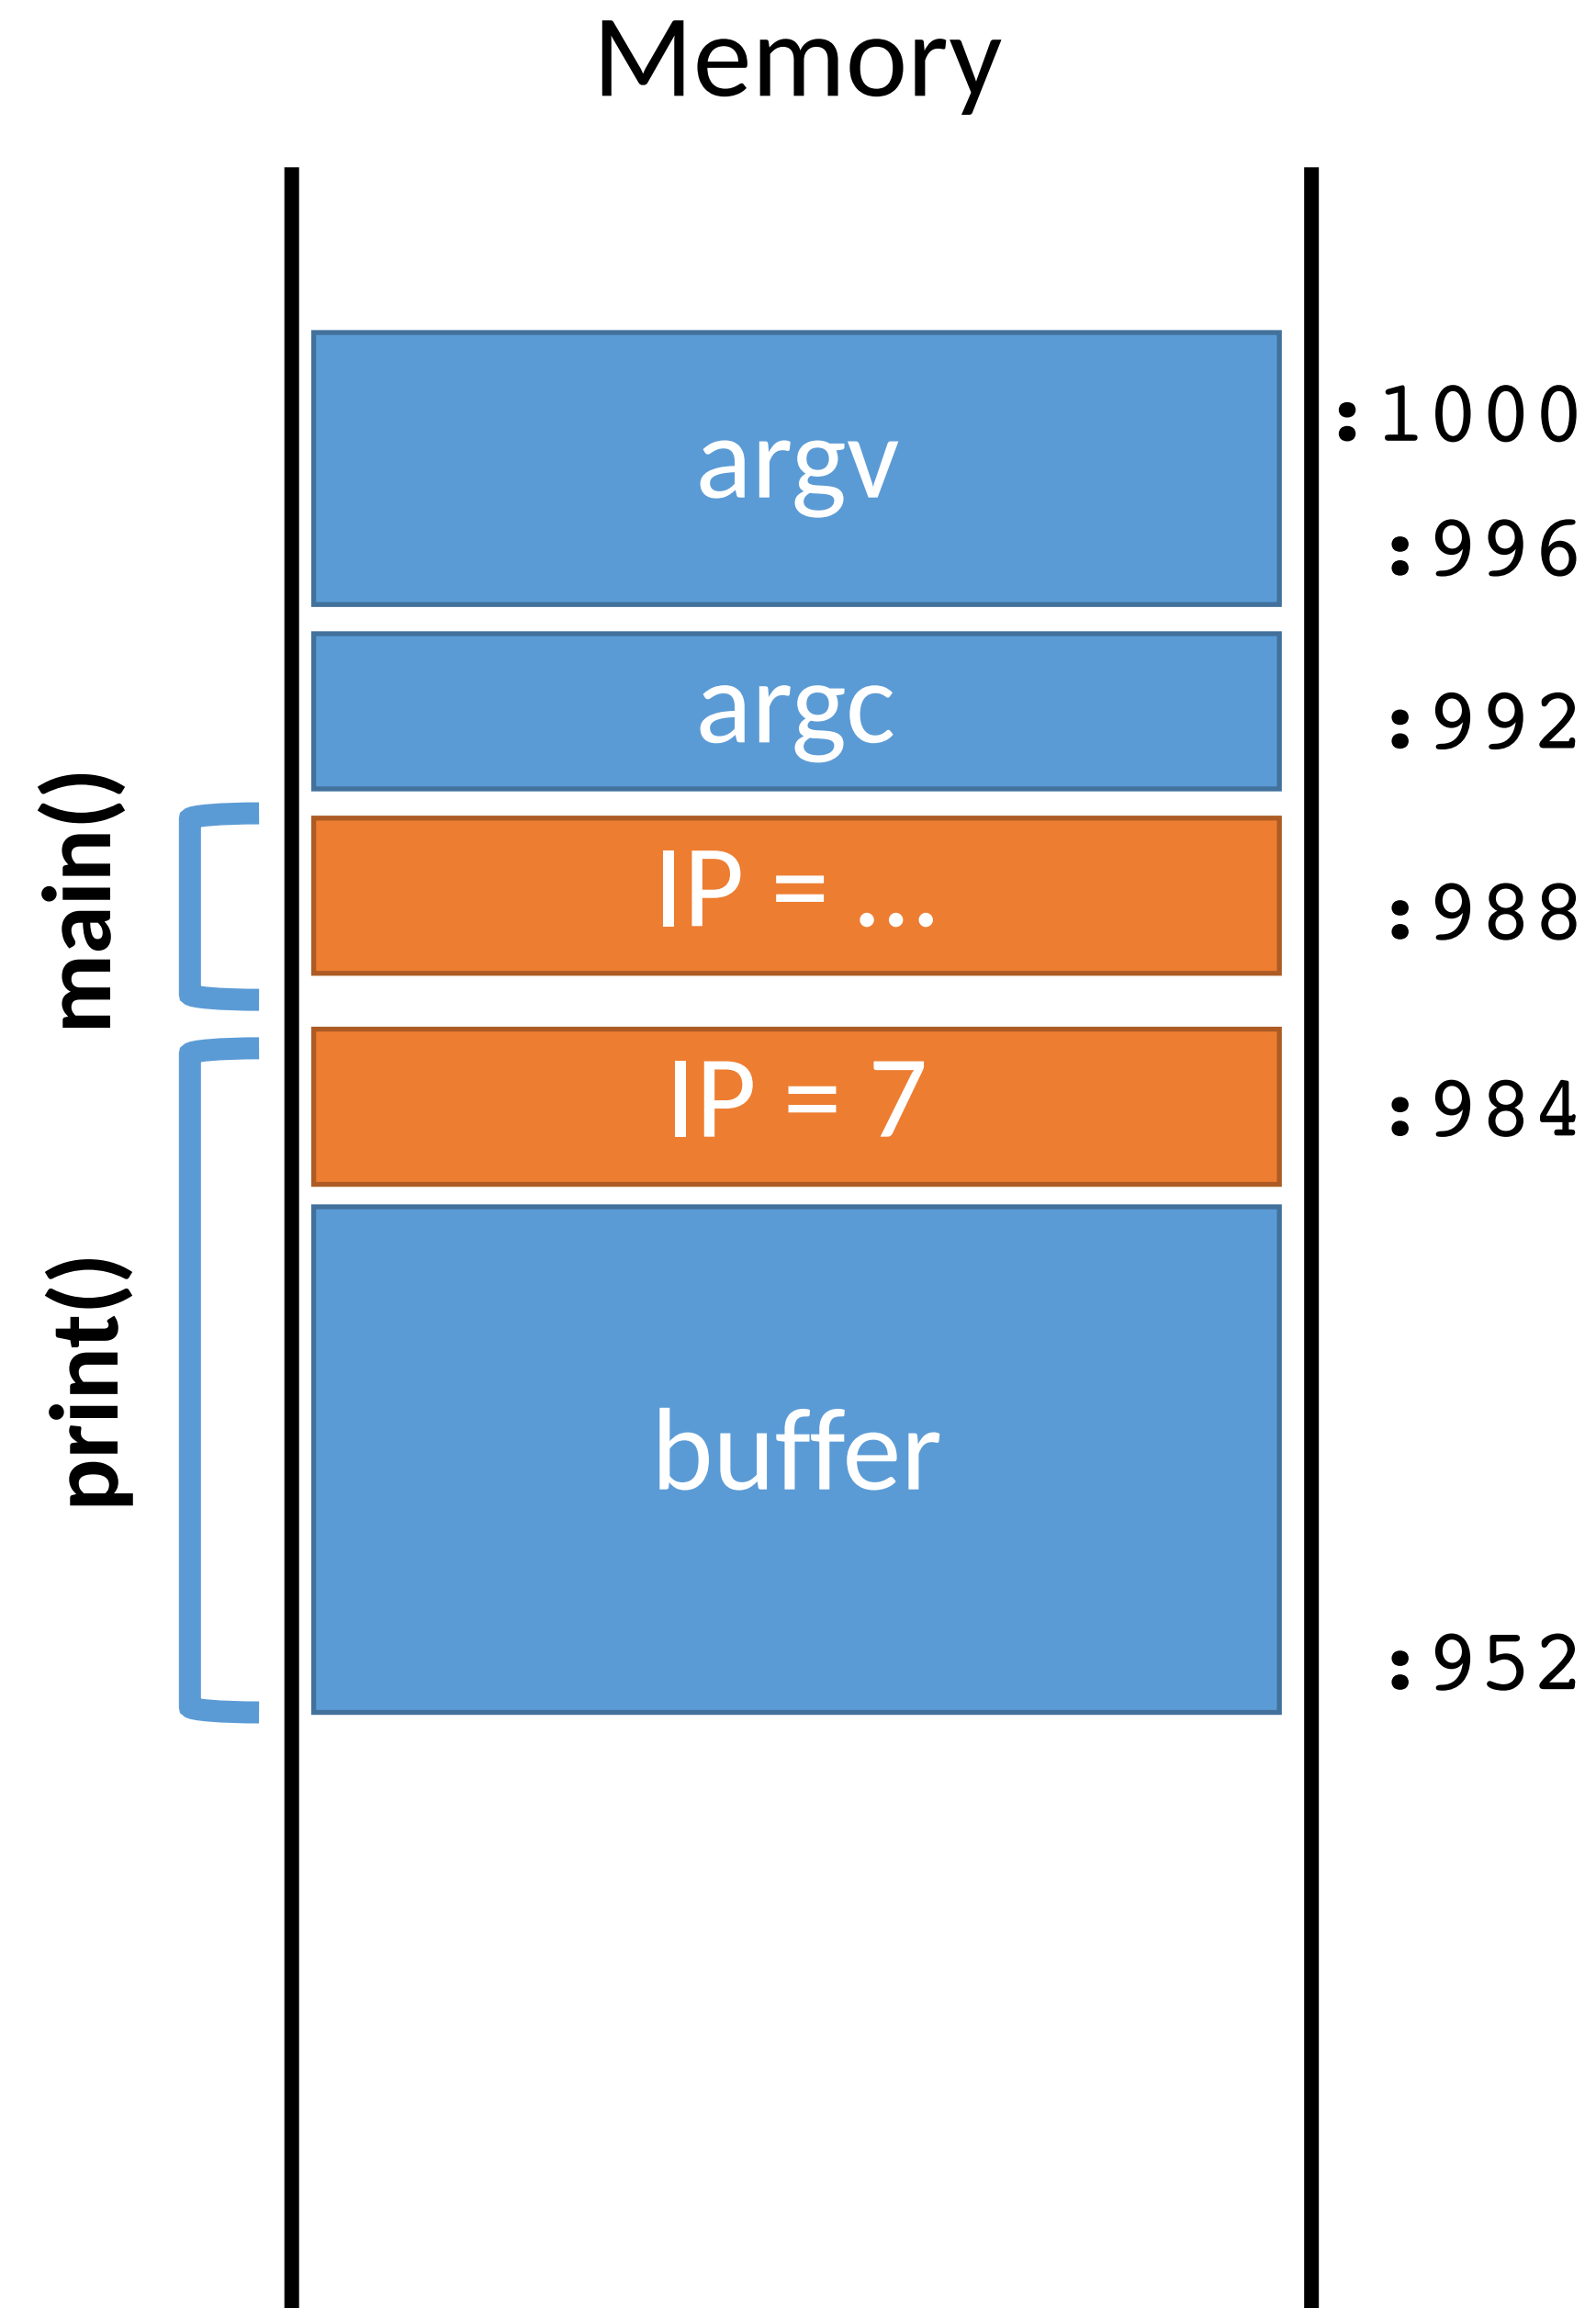 Memory
:1000
argv
:996
argc
:992
main()
IP = …
:988
IP = 7
:984
print()
buffer
:952